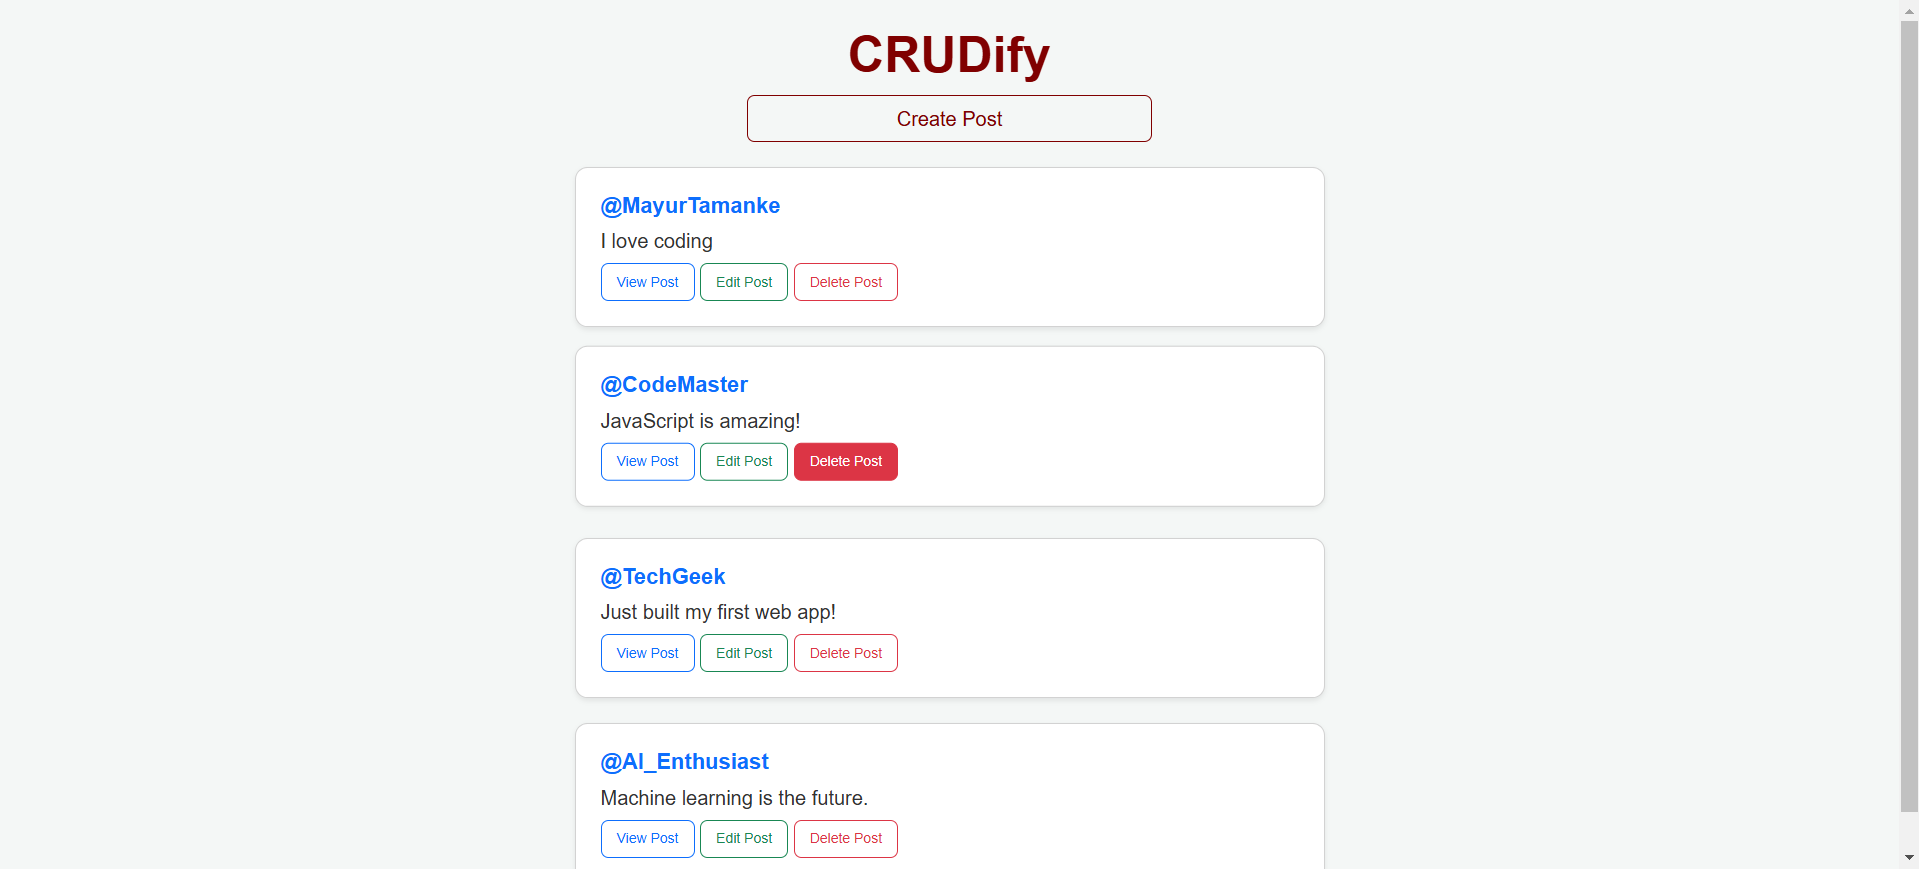 CRUDify
Create Post
@MayurTamanke
I love coding
View Post Edit Post Delete Post
@CodeMaster
JavaScript is amazing!
View Post Edit Post Delete Post
@TechGeek
Just built my first web app!
View Post Edit Post Delete Post
@AI_Enthusiast
Machine learning is the future.
View Post Edit Post Delete Post